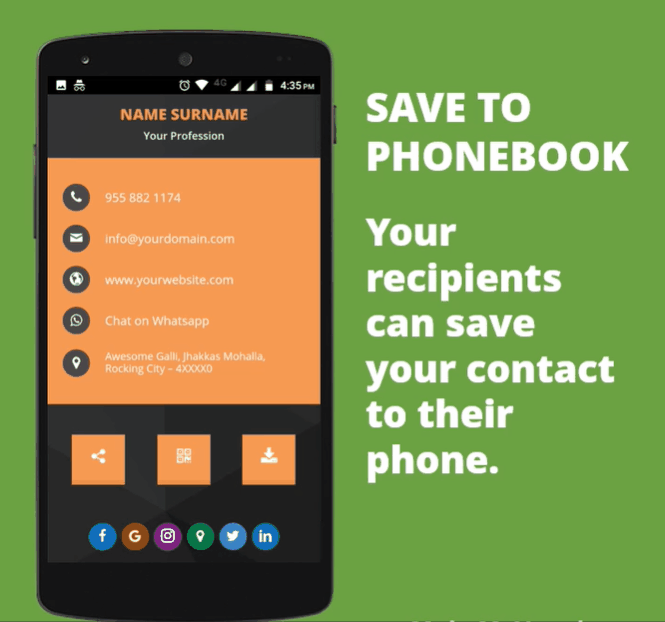 4G 4:35 PM
NAME SURNAME
Your Profession
955 882 1174
info@yourdomain.com
www.yourwebsite.com
Chat on Whatsapp
Awesome Galli, Jhakkas Mohalla,
Rocking City – 4XXXX0
SAVE TO
PHONEBOOK
Your
recipients
can save
your contact
to their
phone.